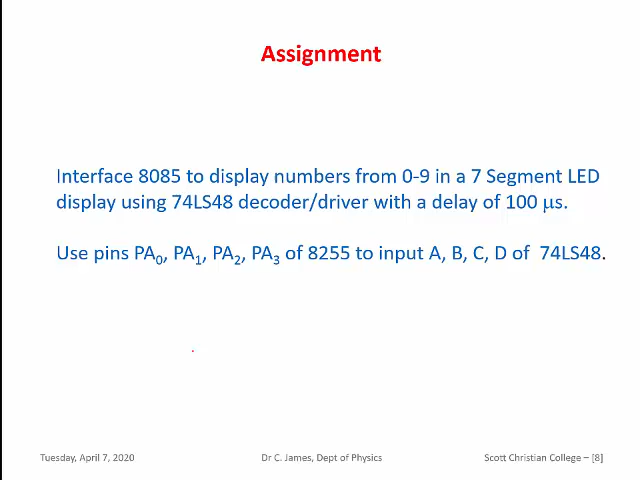 Assignment
Interface 8085 to display numbers from 0-9 in a 7 Segment LED
display using 74LS48 decoder/driver with a delay of 100 μs.
Use pins PA₀, PA₁, PA₂, PA₃ of 8255 to input A, B, C, D of 74LS48.
Tuesday, April 7, 2020 Dr C. James, Dept of Physics Scott Christian College – [8]